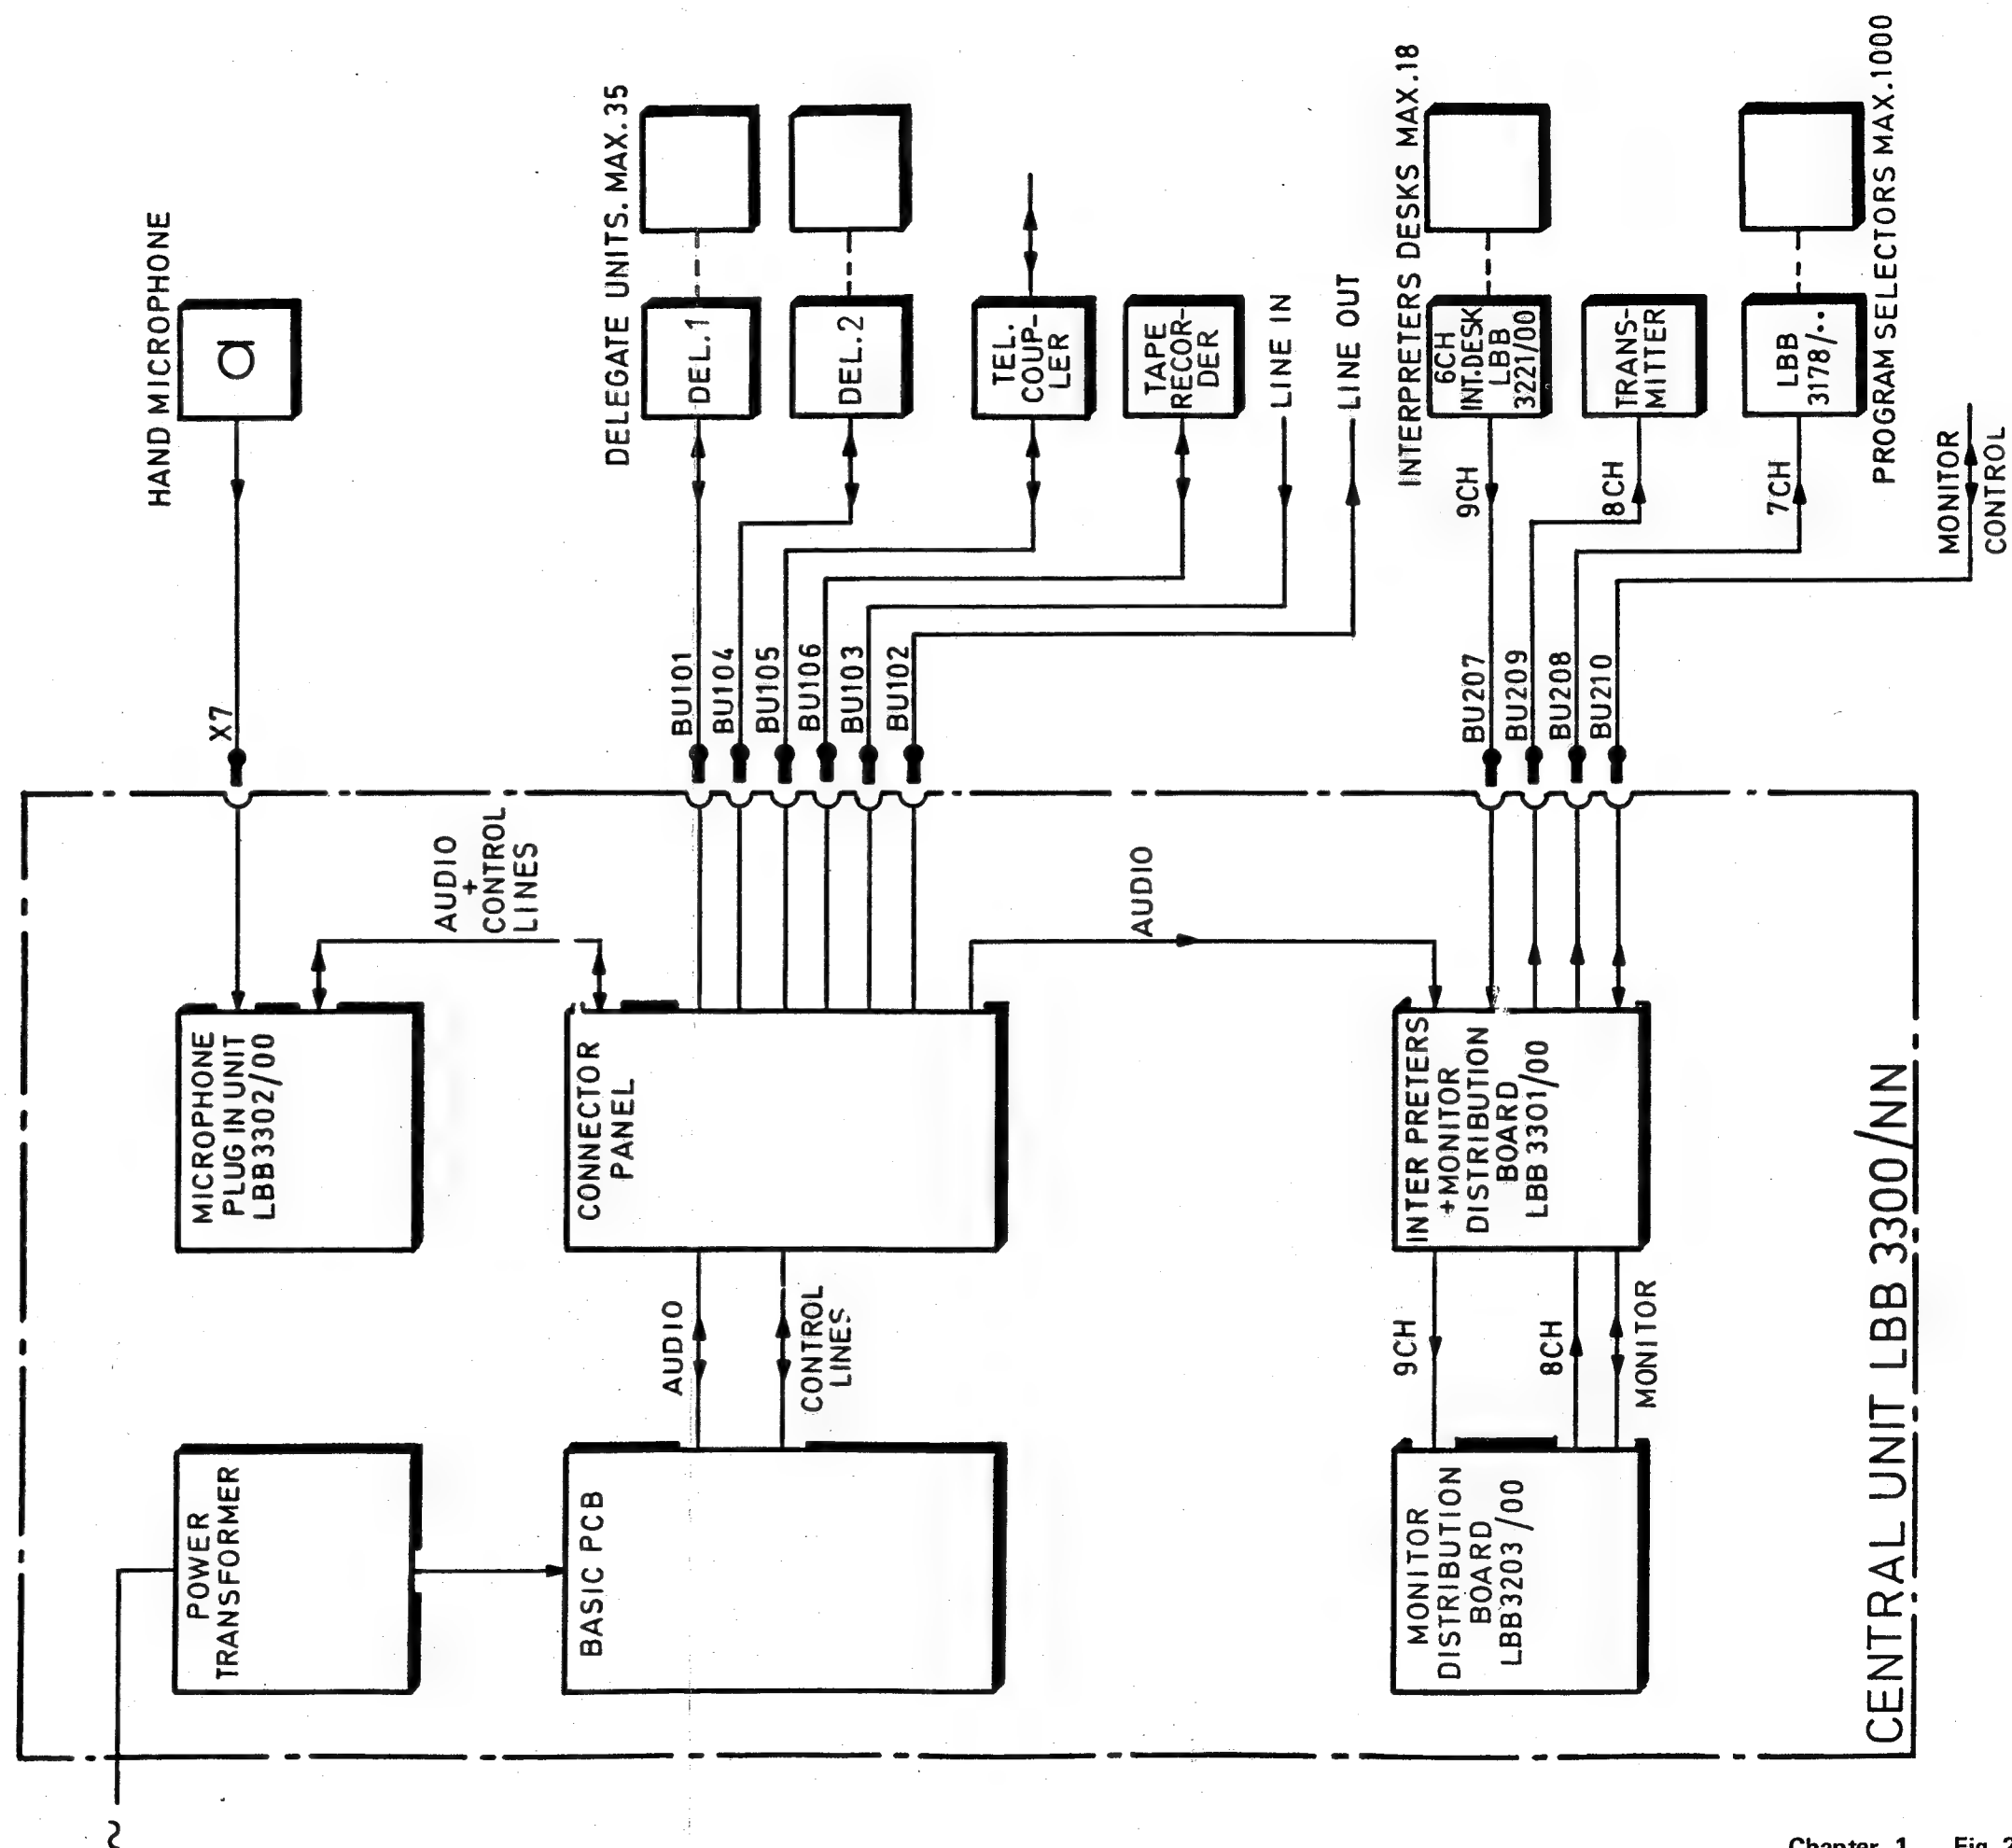 HAND MICROPHONE
X7
DELEGATE UNITS. MAX.35
DEL.1
DEL.2
TEL.
COUP-
LER
TAPE
RECOR-
DER
LINE IN
LINE OUT
BU101
BU104
BU105
BU106
BU103
BU102
INTERPRETERS DESKS MAX.18
6CH
INT.DESK
LBB
3221/00
TRANS-
MITTER
LBB
3178/..
PROGRAM SELECTORS MAX.1000
9CH
8CH
7CH
MONITOR
CONTROL
BU207
BU209
BU208
BU210
AUDIO
+
CONTROL
LINES
AUDIO
MICROPHONE
PLUG IN UNIT
LBB3302/00
CONNECTOR
PANEL
INTER PRETERS
+MONITOR
DISTRIBUTION
BOARD
LBB 3301/00
AUDIO
CONTROL
LINES
9CH
8CH
MONITOR
POWER
TRANSFORMER
BASIC PCB
MONITOR
DISTRIBUTION
BOARD
LBB3203/00
CENTRAL UNIT LBB 3300/NN
Chapter 1 Fig. 2